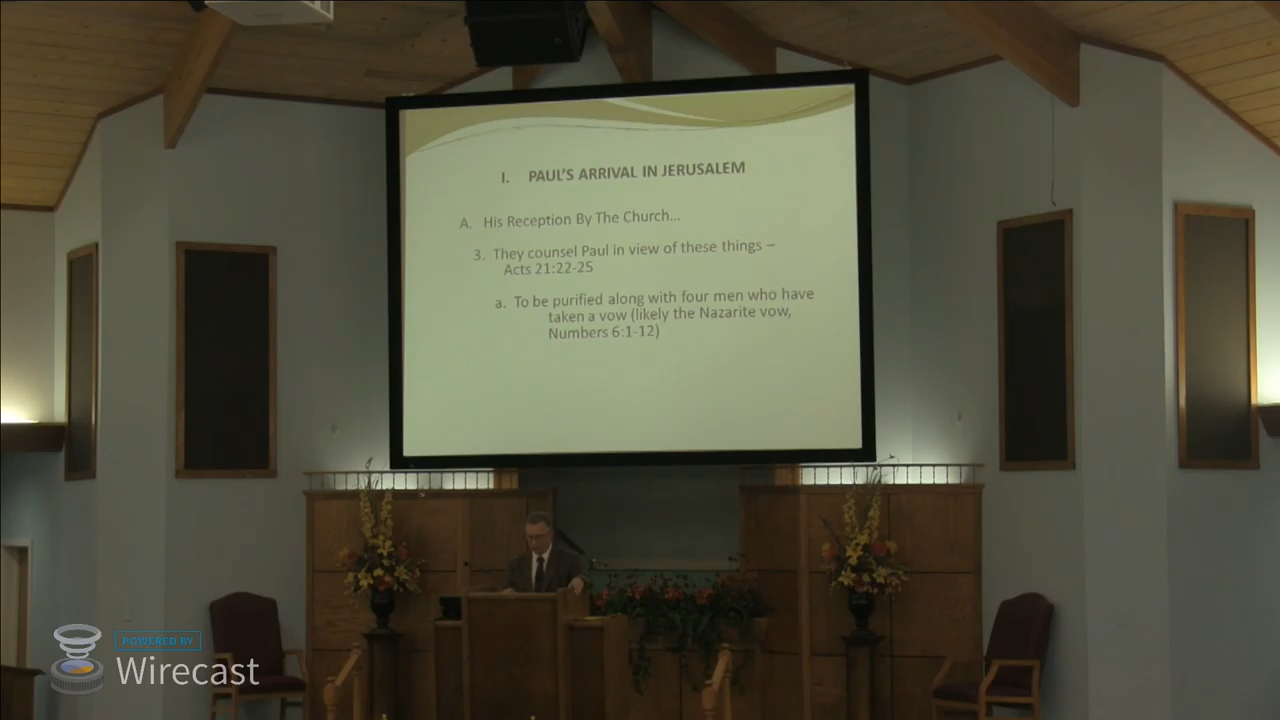 I. PAUL'S ARRIVAL IN JERUSALEM
A. His Reception By The Church...
3. They counsel Paul in view of these things –
Acts 21:22-25
a. To be purified along with four men who have
taken a vow (likely the Nazarite vow,
Numbers 6:1-12)
POWERED BY
Wirecast